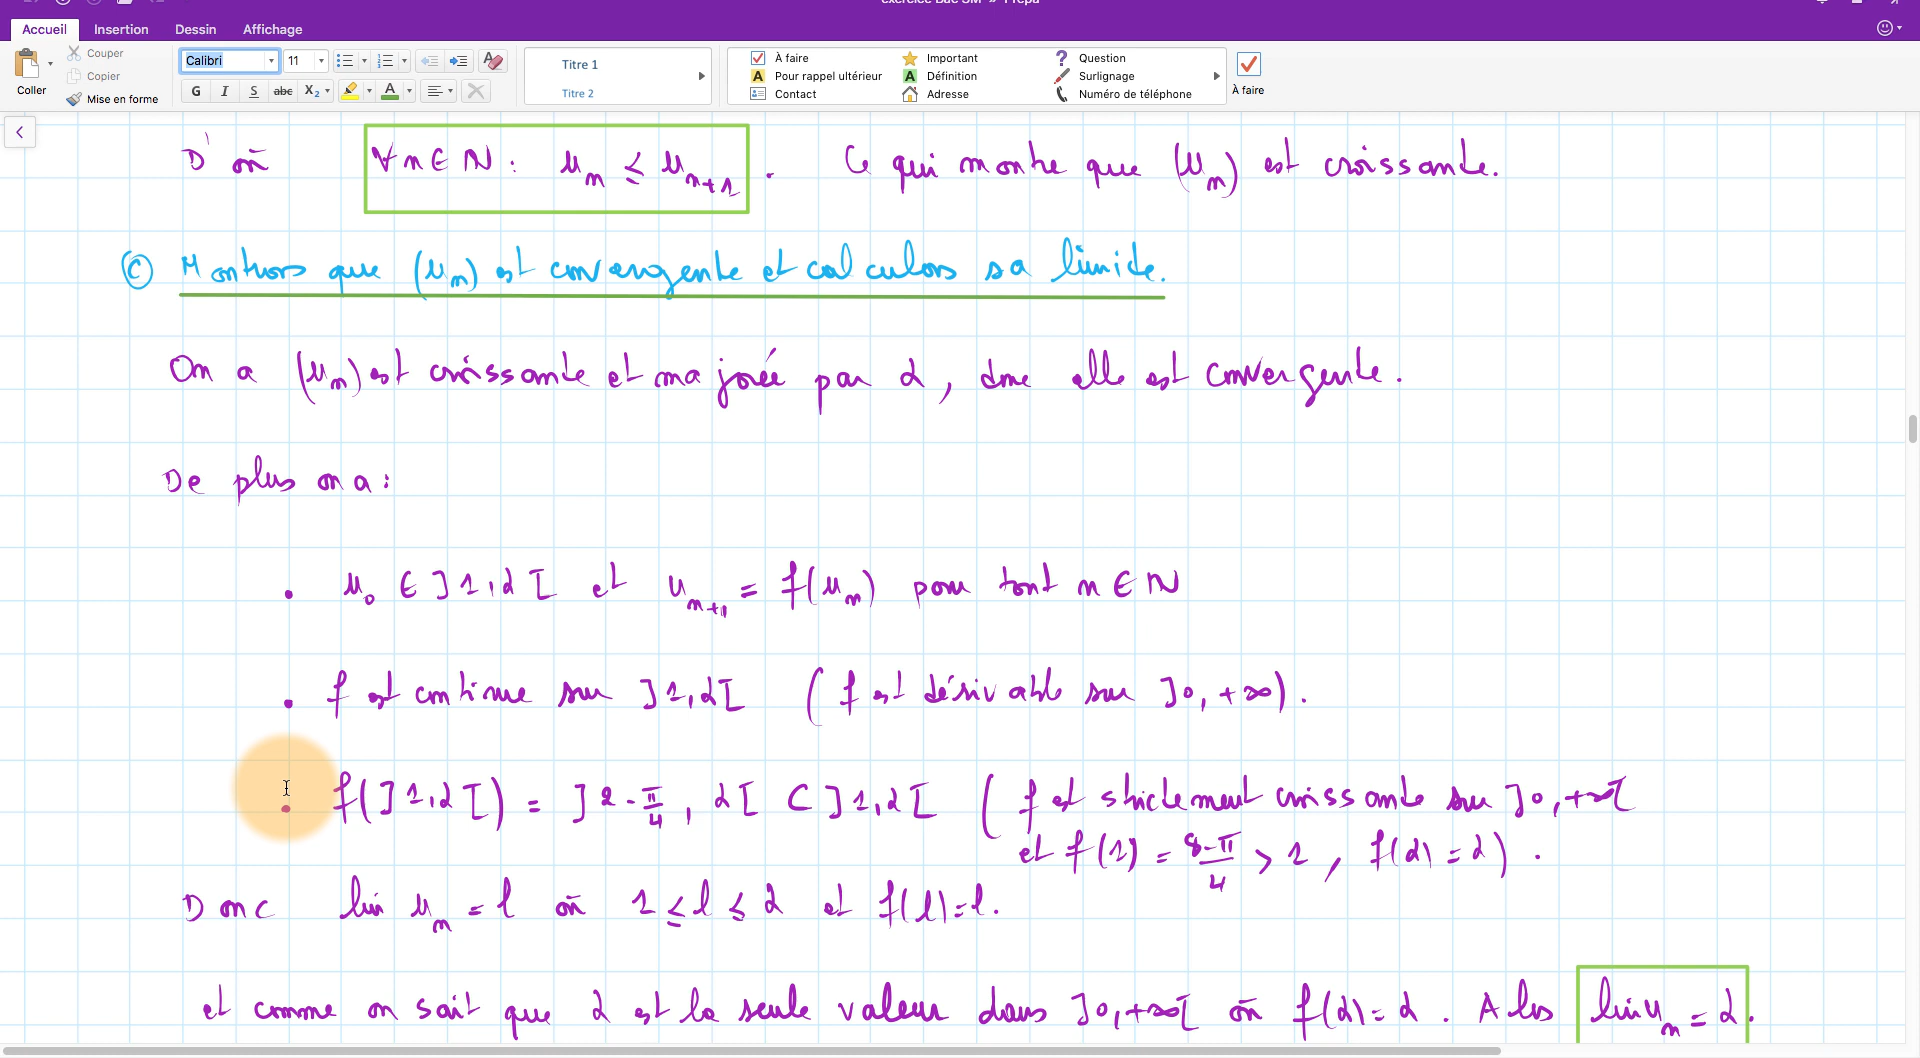 exercice Bac SM » Prépa
Accueil Insertion Dessin Affichage
Coller
Couper
Copier
Mise en forme
Calibri 11
G I S abc X₂ A
Titre 1
Titre 2
À faire Important Question
Pour rappel ultérieur Définition Surlignage
Contact Adresse Numéro de téléphone
À faire
D'où ∀n∈ℕ : uₙ ≤ uₙ₊₁ . Ce qui montre que (uₙ) est croissante.
ⓒ Montrons que (uₙ) est convergente et calculons sa limite.
On a (uₙ) est croissante et majorée par α, donc elle est convergente.
De plus on a :
• u₀ ∈ ]1,α[ et uₙ₊₁ = f(uₙ) pour tout n∈ℕ
• f est continue sur ]1,α[ (f est dérivable sur ]0,+∞).
• f(]1,α[) = ]2-π/4, α[ ⊂ ]1,α[ (f est strictement croissante sur ]0,+∞[
et f(1) = (8-π)/4 > 1, f(α) = α).
Donc lim uₙ = l où 1 ≤ l ≤ α et f(l)=l.
et comme on sait que α est la seule valeur dans ]0,+∞[ où f(α) = α. Alors lim uₙ = α.